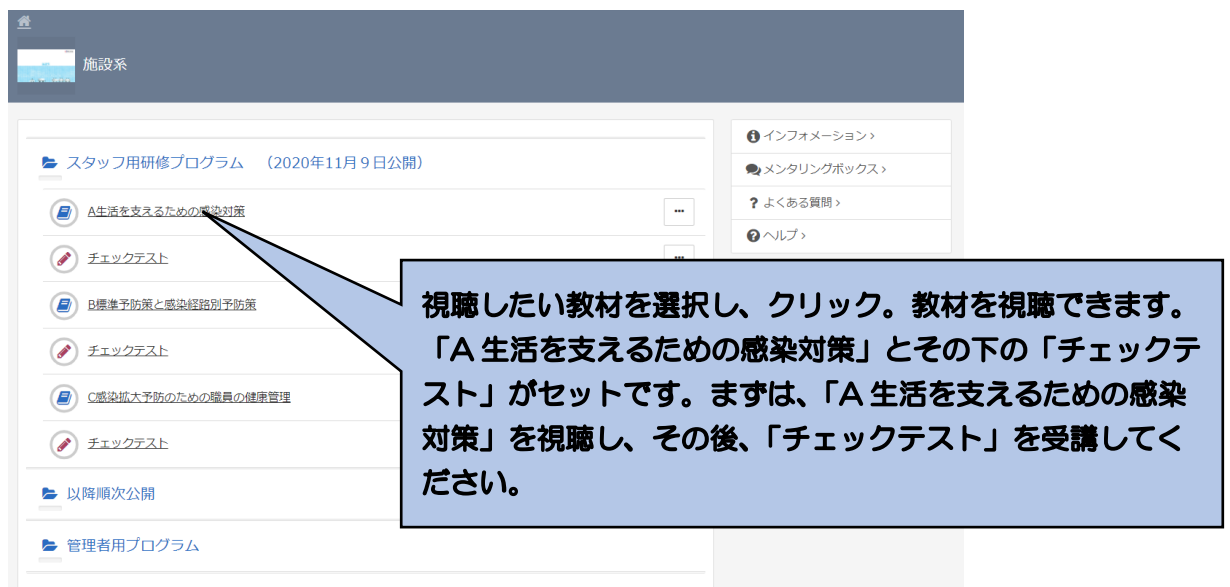 施設系
スタッフ用研修プログラム （2020年11月9日公開）
A生活を支えるための感染対策
チェックテスト
B標準予防策と感染経路別予防策
チェックテスト
C感染拡大予防のための職員の健康管理
チェックテスト
以降順次公開
管理者用プログラム
インフォメーション
メンタリングボックス
よくある質問
ヘルプ
視聴したい教材を選択し、クリック。教材を視聴できます。
「A 生活を支えるための感染対策」とその下の「チェックテ
スト」がセットです。まずは、「A 生活を支えるための感染
対策」を視聴し、その後、「チェックテスト」を受講してく
ださい。